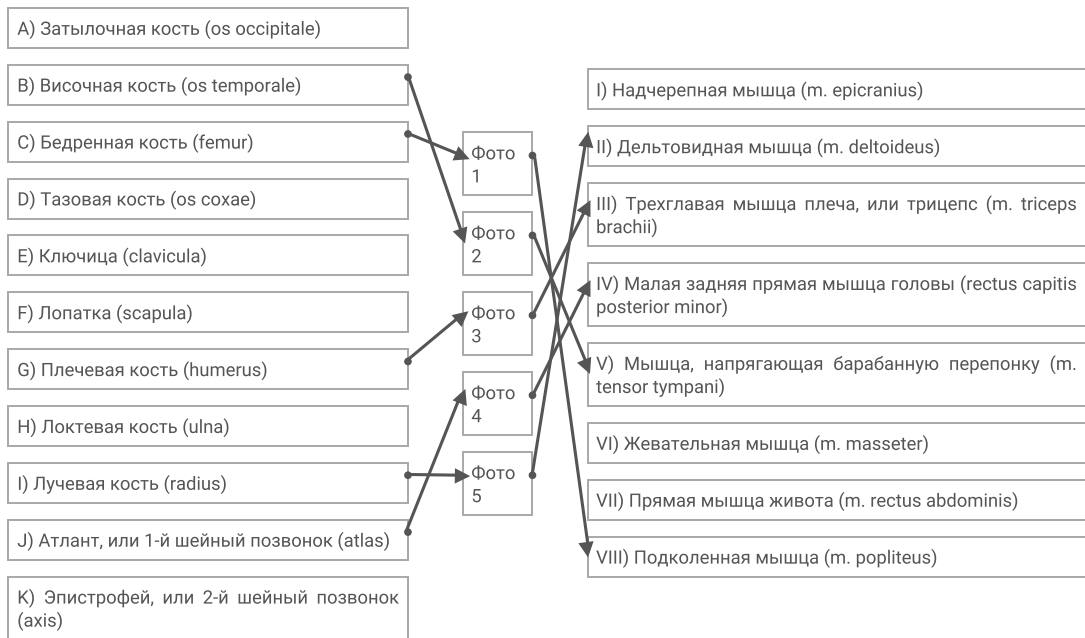 A) Затылочная кость (os occipitale)
B) Височная кость (os temporale)
C) Бедренная кость (femur)
D) Тазовая кость (os coxae)
E) Ключица (clavicula)
F) Лопатка (scapula)
G) Плечевая кость (humerus)
H) Локтевая кость (ulna)
I) Лучевая кость (radius)
J) Атлант, или 1-й шейный позвонок (atlas)
K) Эпистрофей, или 2-й шейный позвонок
(axis)
Фото
1
Фото
2
Фото
3
Фото
4
Фото
5
I) Надчерепная мышца (m. epicranius)
II) Дельтовидная мышца (m. deltoideus)
III) Трехглавая мышца плеча, или трицепс (m. triceps
brachii)
IV) Малая задняя прямая мышца головы (rectus capitis
posterior minor)
V) Мышца, напрягающая барабанную перепонку (m.
tensor tympani)
VI) Жевательная мышца (m. masseter)
VII) Прямая мышца живота (m. rectus abdominis)
VIII) Подколенная мышца (m. popliteus)